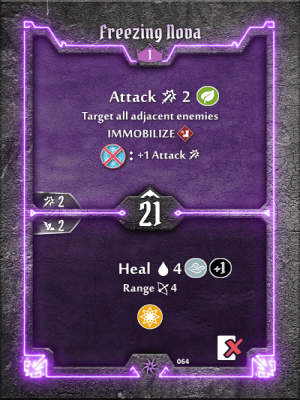 Freezing Nova
1
Attack 2
Target all adjacent enemies
IMMOBILIZE
: +1 Attack
2
21
2
Heal 4 +1
Range 4
064